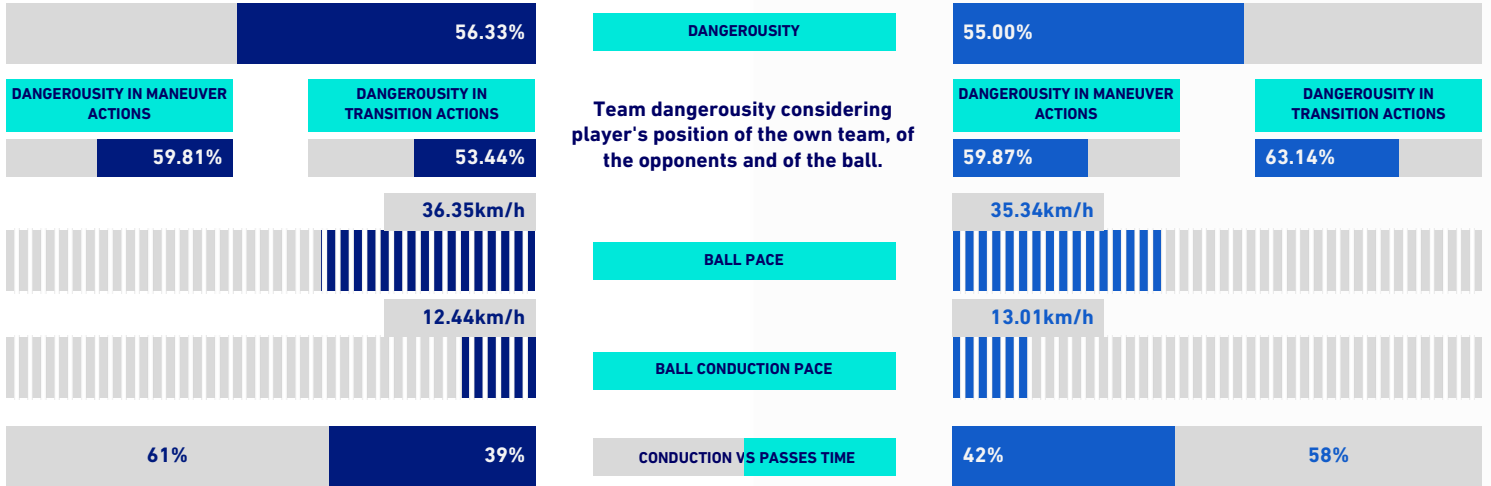 56.33%
DANGEROUSITY
55.00%
DANGEROUSITY IN MANEUVER
ACTIONS
DANGEROUSITY IN
TRANSITION ACTIONS
59.81%
53.44%
Team dangerousity considering
player's position of the own team, of
the opponents and of the ball.
DANGEROUSITY IN MANEUVER
ACTIONS
DANGEROUSITY IN
TRANSITION ACTIONS
59.87%
63.14%
36.35km/h
BALL PACE
35.34km/h
12.44km/h
BALL CONDUCTION PACE
13.01km/h
61%
39%
CONDUCTION VS PASSES TIME
42%
58%